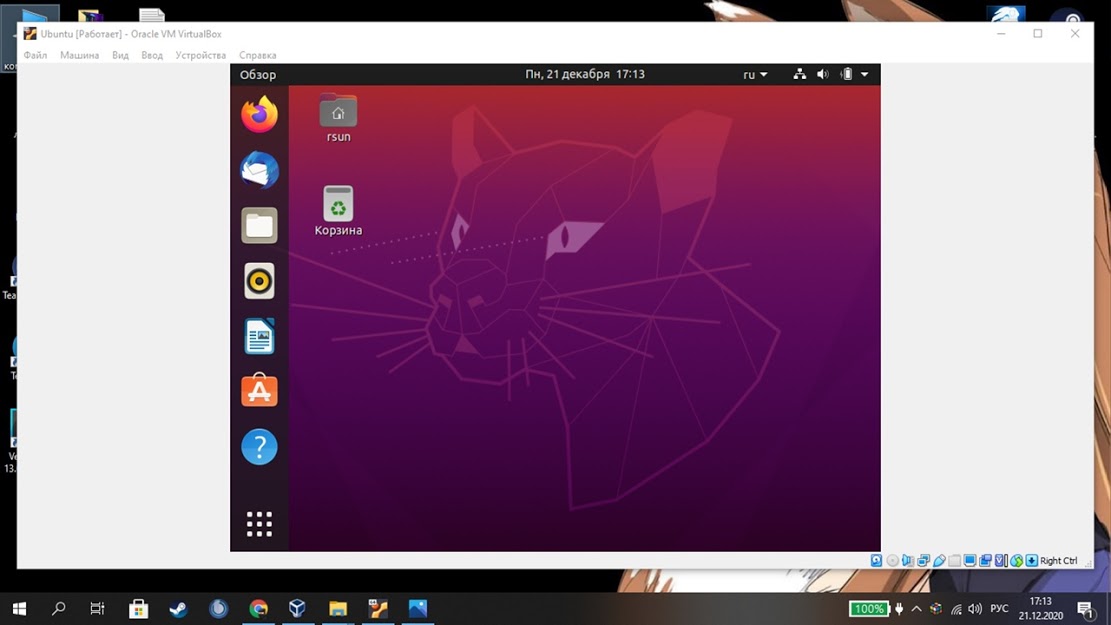 Ubuntu [Работает] - Oracle VM VirtualBox
Файл Машина Вид Ввод Устройства Справка
Обзор Пн, 21 декабря 17:13 ru
rsun
Корзина
Right Ctrl
100% РУС 17:13
21.12.2020
1